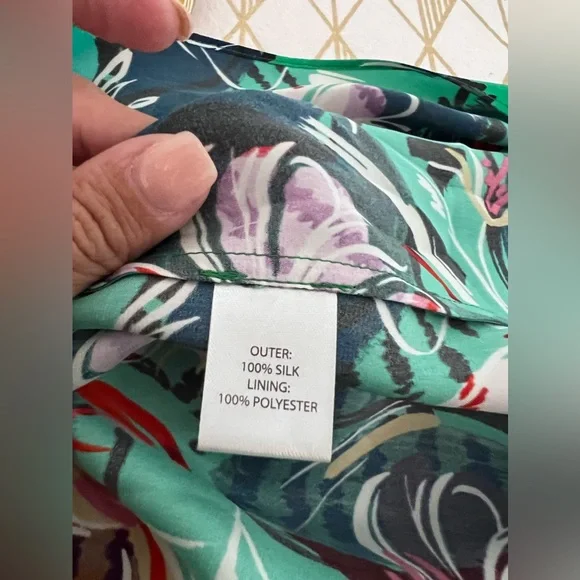 OUTER:
100% SILK
LINING:
100% POLYESTER